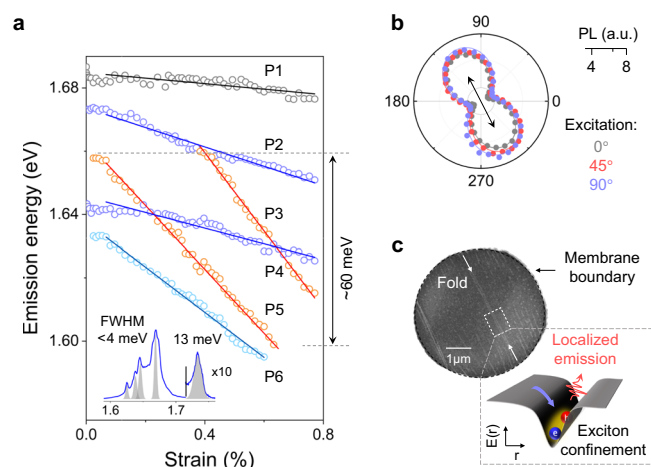 a
Emission energy (eV)
1.68
1.64
1.60
P1
P2
P3
P4
P5
P6
~60 meV
FWHM
<4 meV
13 meV
x10
1.6
1.7
0.0
0.4
0.8
Strain (%)
b
90
180
0
270
PL (a.u.)
4
8
Excitation:
0°
45°
90°
c
Fold
Membrane
boundary
1µm
Localized
emission
E(r)
r
e
Exciton
confinement